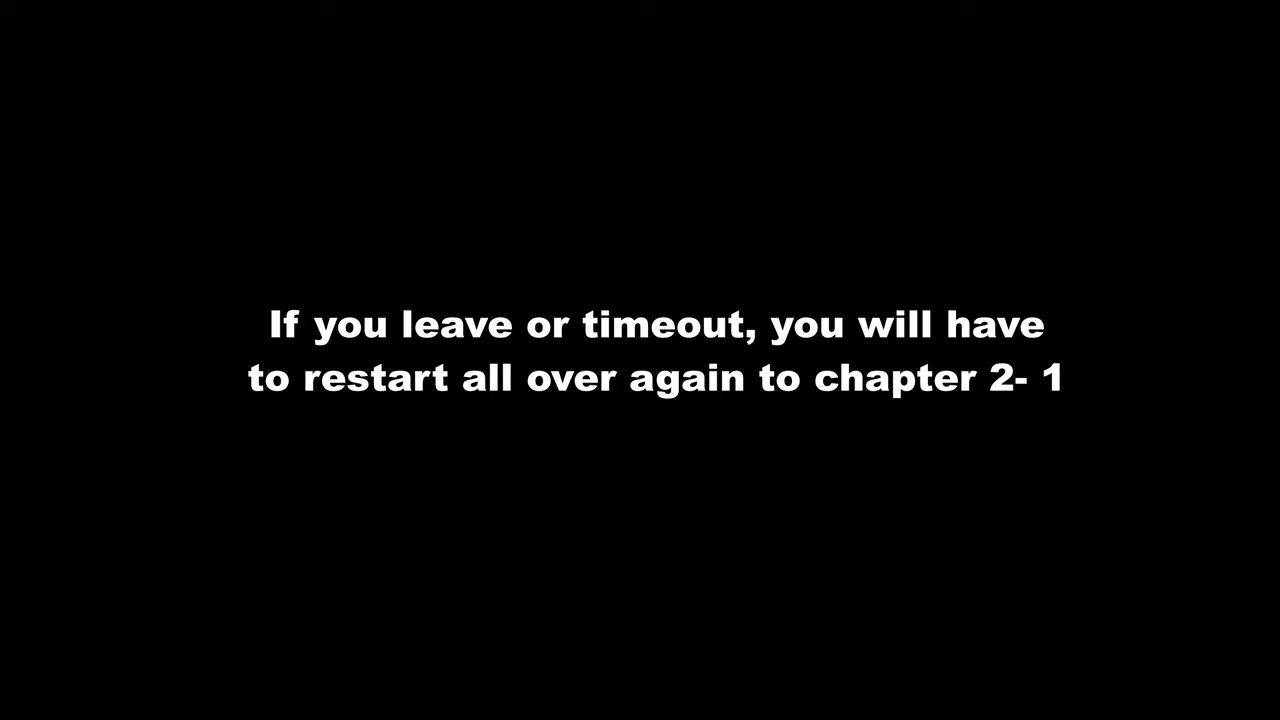 If you leave or timeout, you will have
to restart all over again to chapter 2- 1